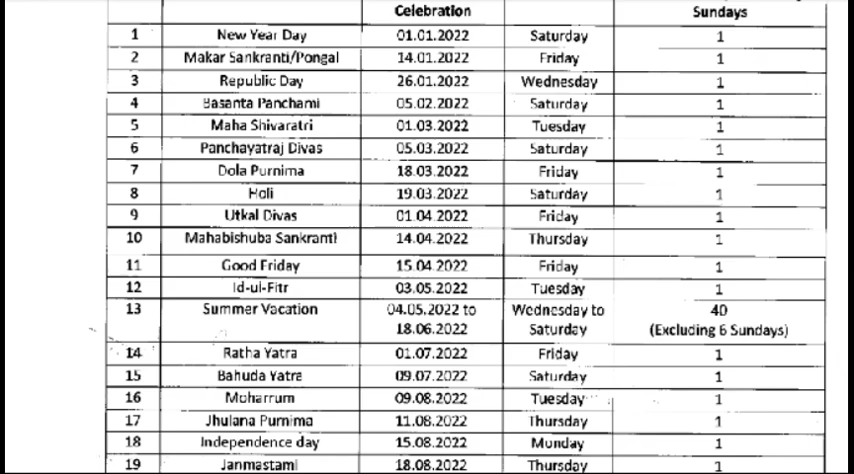 Celebration Sundays
1 New Year Day 01.01.2022 Saturday 1
2 Makar Sankranti/Pongal 14.01.2022 Friday 1
3 Republic Day 26.01.2022 Wednesday 1
4 Basanta Panchami 05.02.2022 Saturday 1
5 Maha Shivaratri 01.03.2022 Tuesday 1
6 Panchayatraj Divas 05.03.2022 Saturday 1
7 Dola Purnima 18.03.2022 Friday 1
8 Holi 19.03.2022 Saturday 1
9 Utkal Divas 01.04.2022 Friday 1
10 Mahabishuba Sankranti 14.04.2022 Thursday 1
11 Good Friday 15.04.2022 Friday 1
12 Id-ul-Fitr 03.05.2022 Tuesday 1
13 Summer Vacation 04.05.2022 to Wednesday to 40
18.06.2022 Saturday (Excluding 6 Sundays)
14 Ratha Yatra 01.07.2022 Friday 1
15 Bahuda Yatra 09.07.2022 Saturday 1
16 Moharrum 09.08.2022 Tuesday 1
17 Jhulana Purnima 11.08.2022 Thursday 1
18 Independence day 15.08.2022 Munday 1
19 Janmastami 18.08.2022 Thursday 1